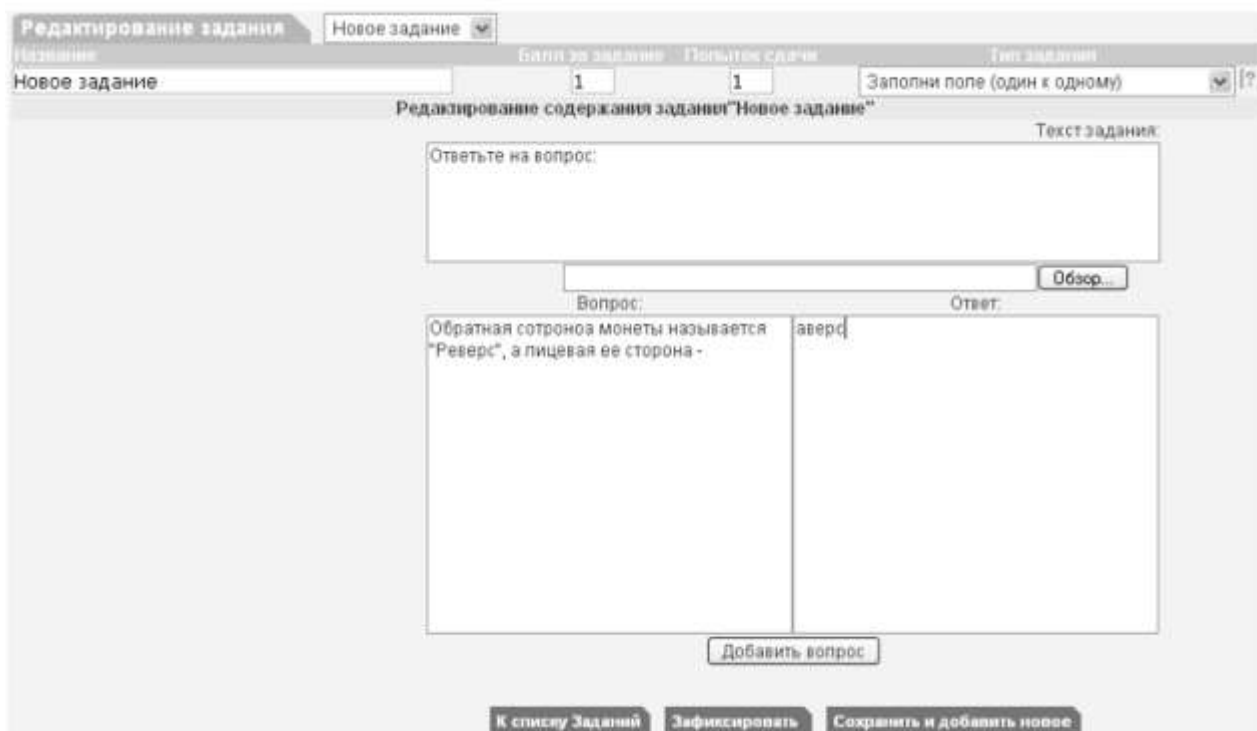 Редактирование задания Новое задание
Название Балл за задание Попыток сдачи Тип задания
Новое задание 1 1 Заполни поле (один к одному) [?
Редактирование содержания задания"Новое задание"
Текст задания:
Ответьте на вопрос:
Обзор...
Вопрос: Ответ:
Обратная сотроноа монеты называется аверс
"Реверс", а лицевая ее сторона -
Добавить вопрос
К списку Заданий Зафиксировать Сохранить и добавить новое